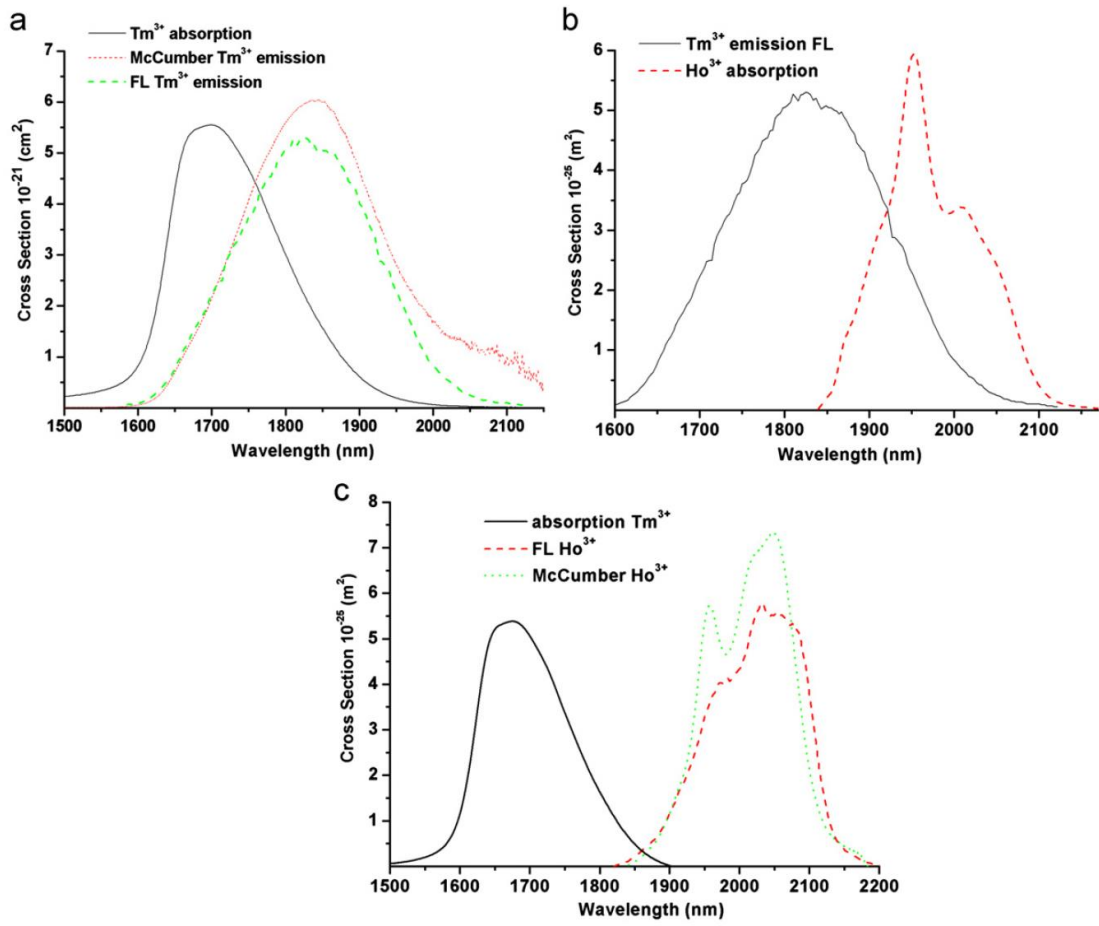 a
Tm³⁺ absorption
McCumber Tm³⁺ emission
FL Tm³⁺ emission
Cross Section 10⁻²¹ (cm²)
7
6
5
4
3
2
1
1500 1600 1700 1800 1900 2000 2100
Wavelength (nm)
b
Tm³⁺ emission FL
Ho³⁺ absorption
Cross Section 10⁻²⁵ (m²)
6
5
4
3
2
1
1600 1700 1800 1900 2000 2100
Wavelength (nm)
c
absorption Tm³⁺
FL Ho³⁺
McCumber Ho³⁺
Cross Section 10⁻²⁵ (m²)
8
7
6
5
4
3
2
1
1500 1600 1700 1800 1900 2000 2100 2200
Wavelength (nm)